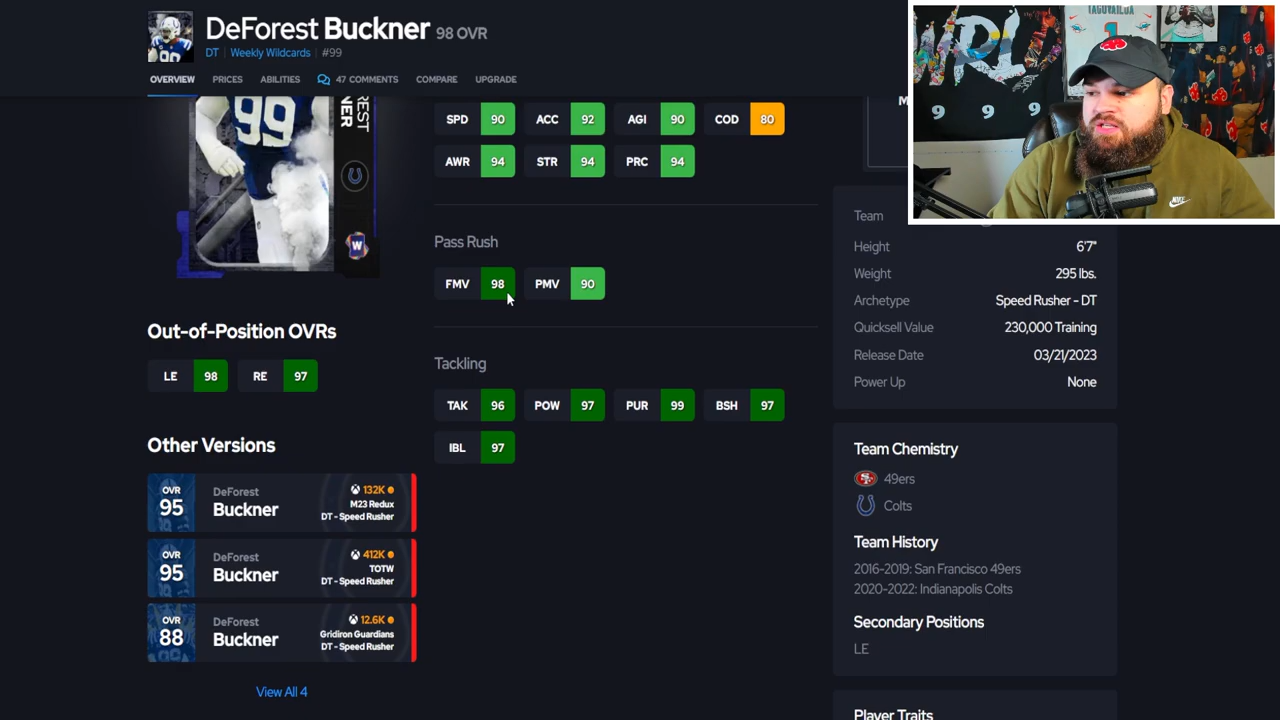 DeForest Buckner 98 OVR
DT | Weekly Wildcards | #99
OVERVIEW PRICES ABILITIES 47 COMMENTS COMPARE UPGRADE
99
SPD 90 ACC 92 AGI 90 COD 80
AWR 94 STR 94 PRC 94
Pass Rush
FMV 98 PMV 90
Out-of-Position OVRs
LE 98 RE 97
Tackling
TAK 96 POW 97 PUR 99 BSH 97
IBL 97
Other Versions
OVR 95 DeForest Buckner 132K
M23 Redux
DT - Speed Rusher
OVR 95 DeForest Buckner 412K
TOTW
DT - Speed Rusher
OVR 88 DeForest Buckner 12.6K
Gridiron Guardians
DT - Speed Rusher
View All 4
Team
Height 6'7"
Weight 295 lbs.
Archetype Speed Rusher - DT
Quicksell Value 230,000 Training
Release Date 03/21/2023
Power Up None
Team Chemistry
49ers
Colts
Team History
2016-2019: San Francisco 49ers
2020-2022: Indianapolis Colts
Secondary Positions
LE
Player Traits
TAGOVAILOA
1
9 9 9
NIKE